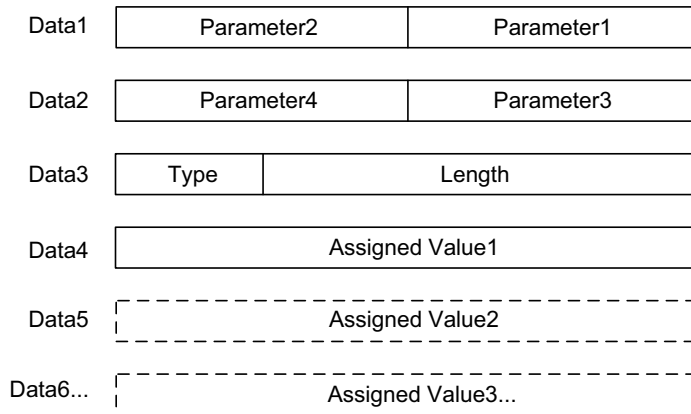 Data1 Parameter2 Parameter1
Data2 Parameter4 Parameter3
Data3 Type Length
Data4 Assigned Value1
Data5 Assigned Value2
Data6... Assigned Value3...